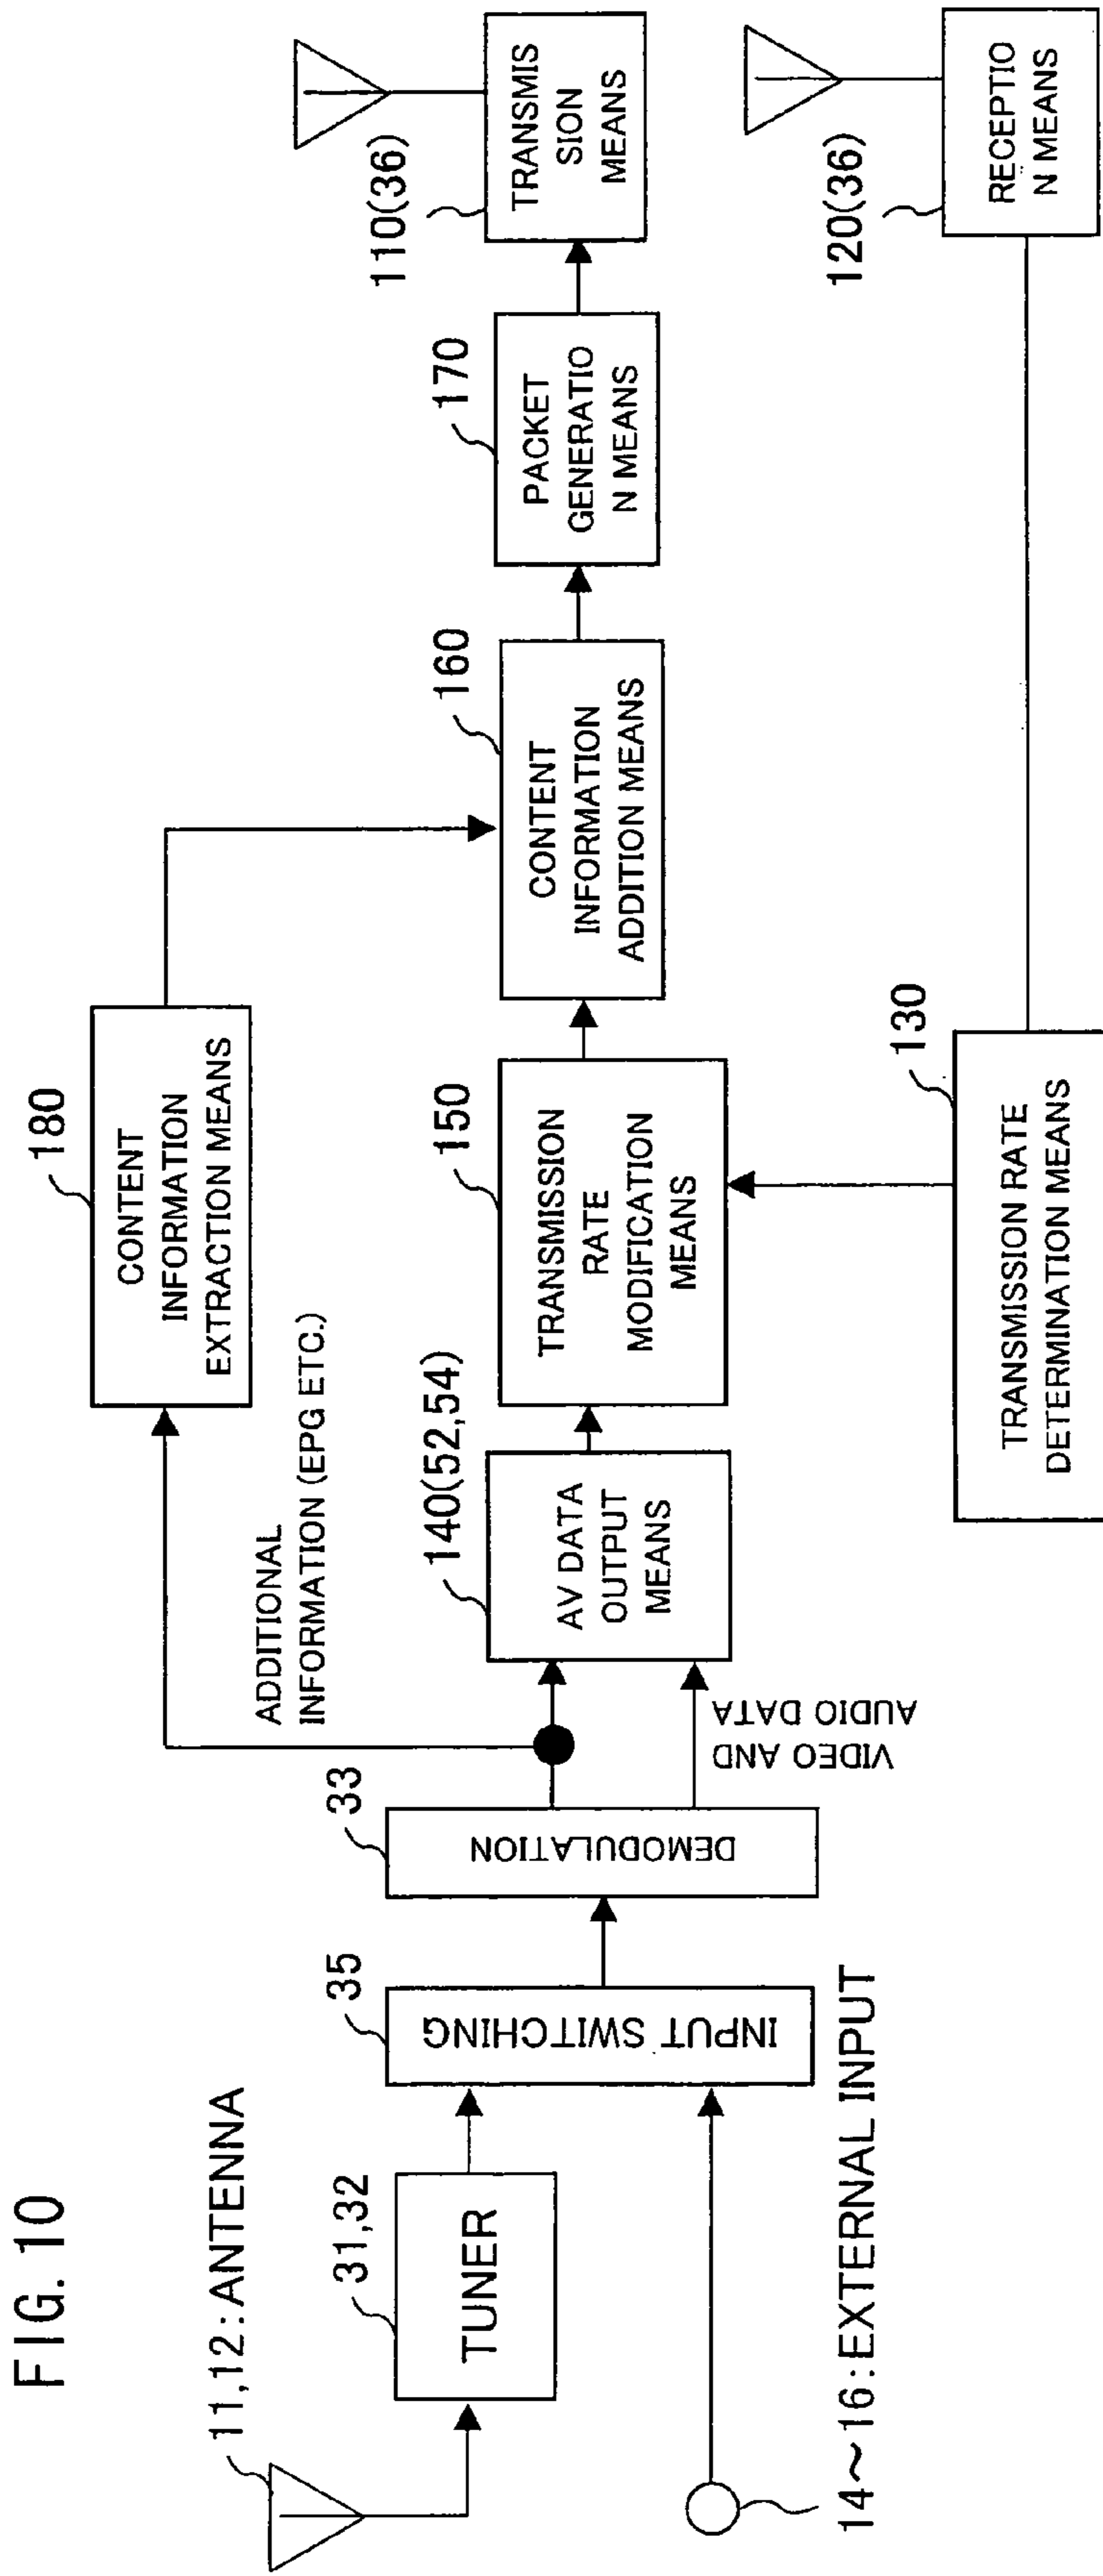 FIG. 10
11,12:ANTENNA
31,32
TUNER
14~16:EXTERNAL INPUT
35
INPUT SWITCHING
33
DEMODULATION
ADDITIONAL
INFORMATION (EPG ETC.)
VIDEO AND
AUDIO DATA
180
CONTENT
INFORMATION
EXTRACTION MEANS
140(52,54)
AV DATA
OUTPUT
MEANS
150
TRANSMISSION
RATE
MODIFICATION
MEANS
130
TRANSMISSION RATE
DETERMINATION MEANS
160
CONTENT
INFORMATION
ADDITION MEANS
170
PACKET
GENERATIO
N MEANS
110(36)
TRANSMIS
SION
MEANS
120(36)
RECEPTIO
N MEANS